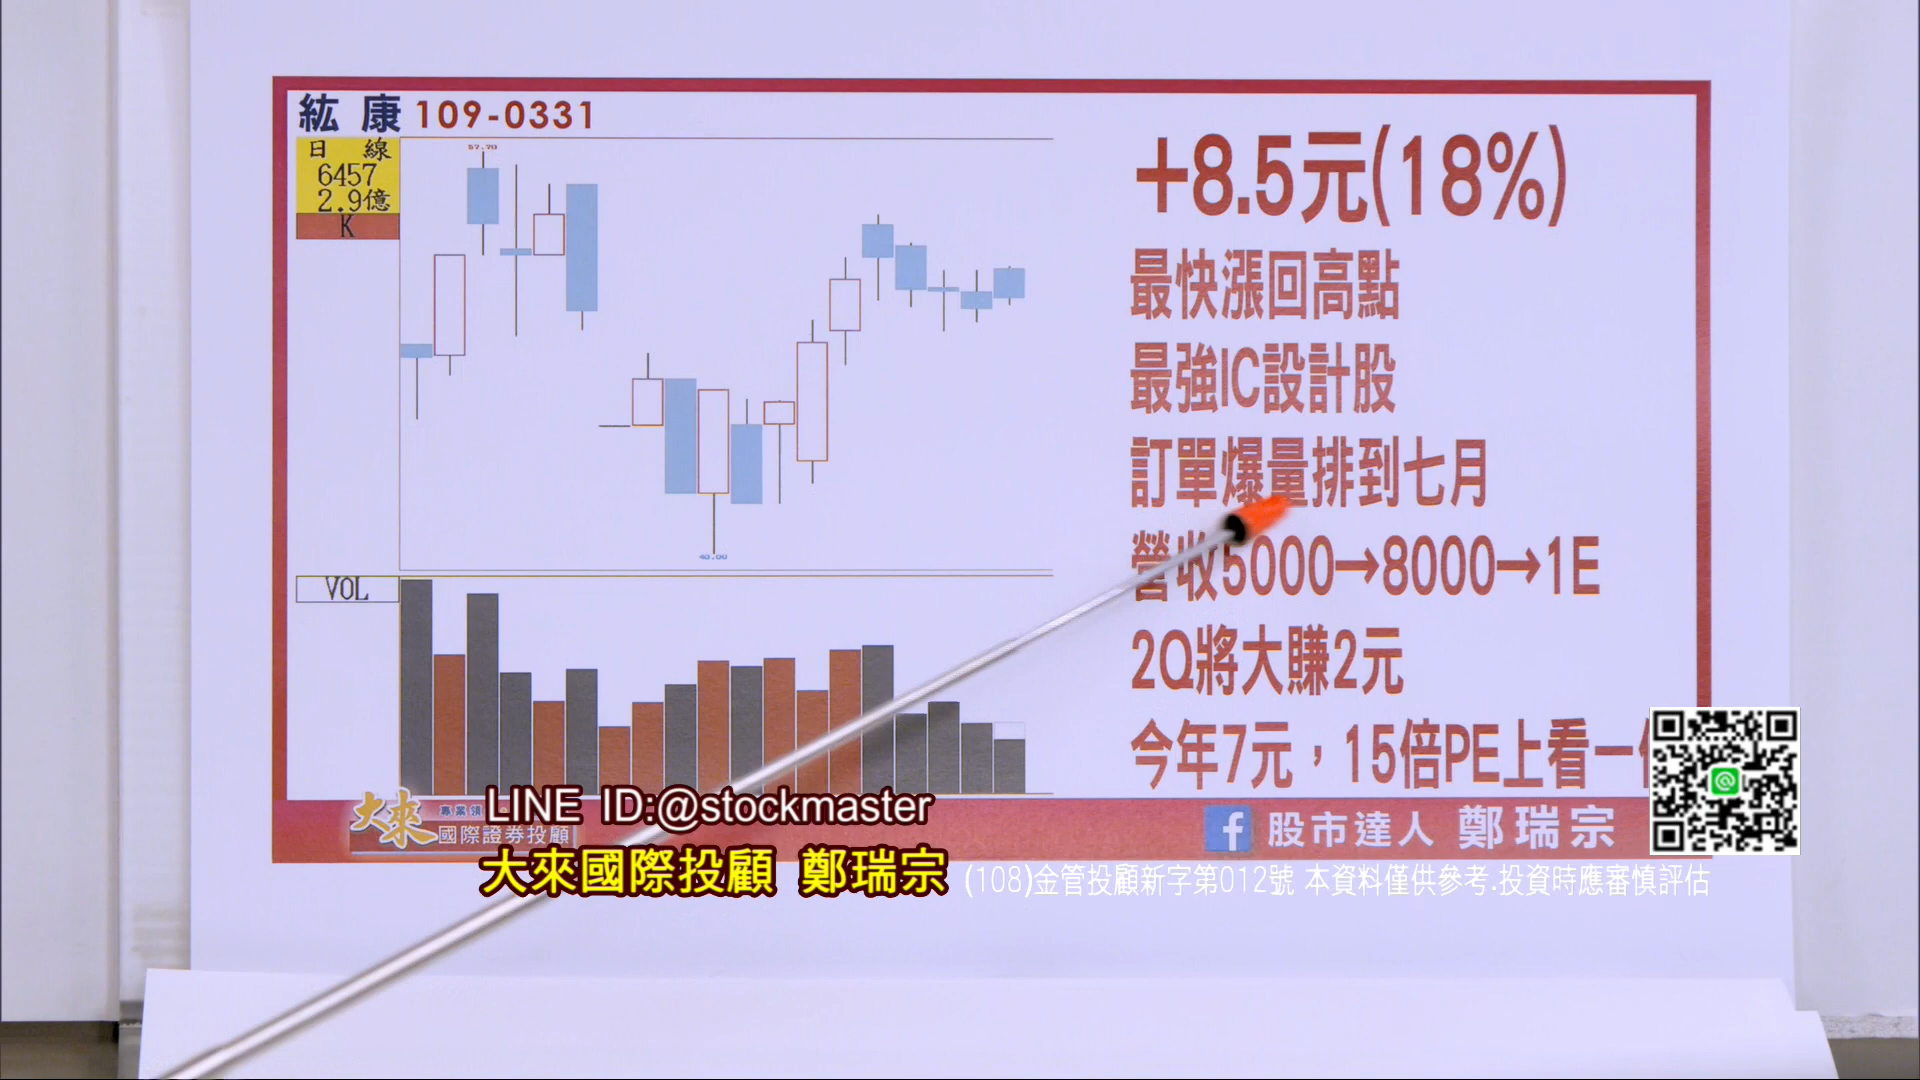 紘康 109-0331
日 線
6457
2.9億
K
57.70
40.00
VOL
+8.5元(18%)
最快漲回高點
最強IC設計股
訂單爆量排到七月
營收5000→8000→1E
2Q將大賺2元
今年7元，15倍PE上看一
大來
國際證券投顧
股市達人 鄭瑞宗
LINE ID:@stockmaster
大來國際投顧 鄭瑞宗
(108)金管投顧新字第012號 本資料僅供參考.投資時應審慎評估